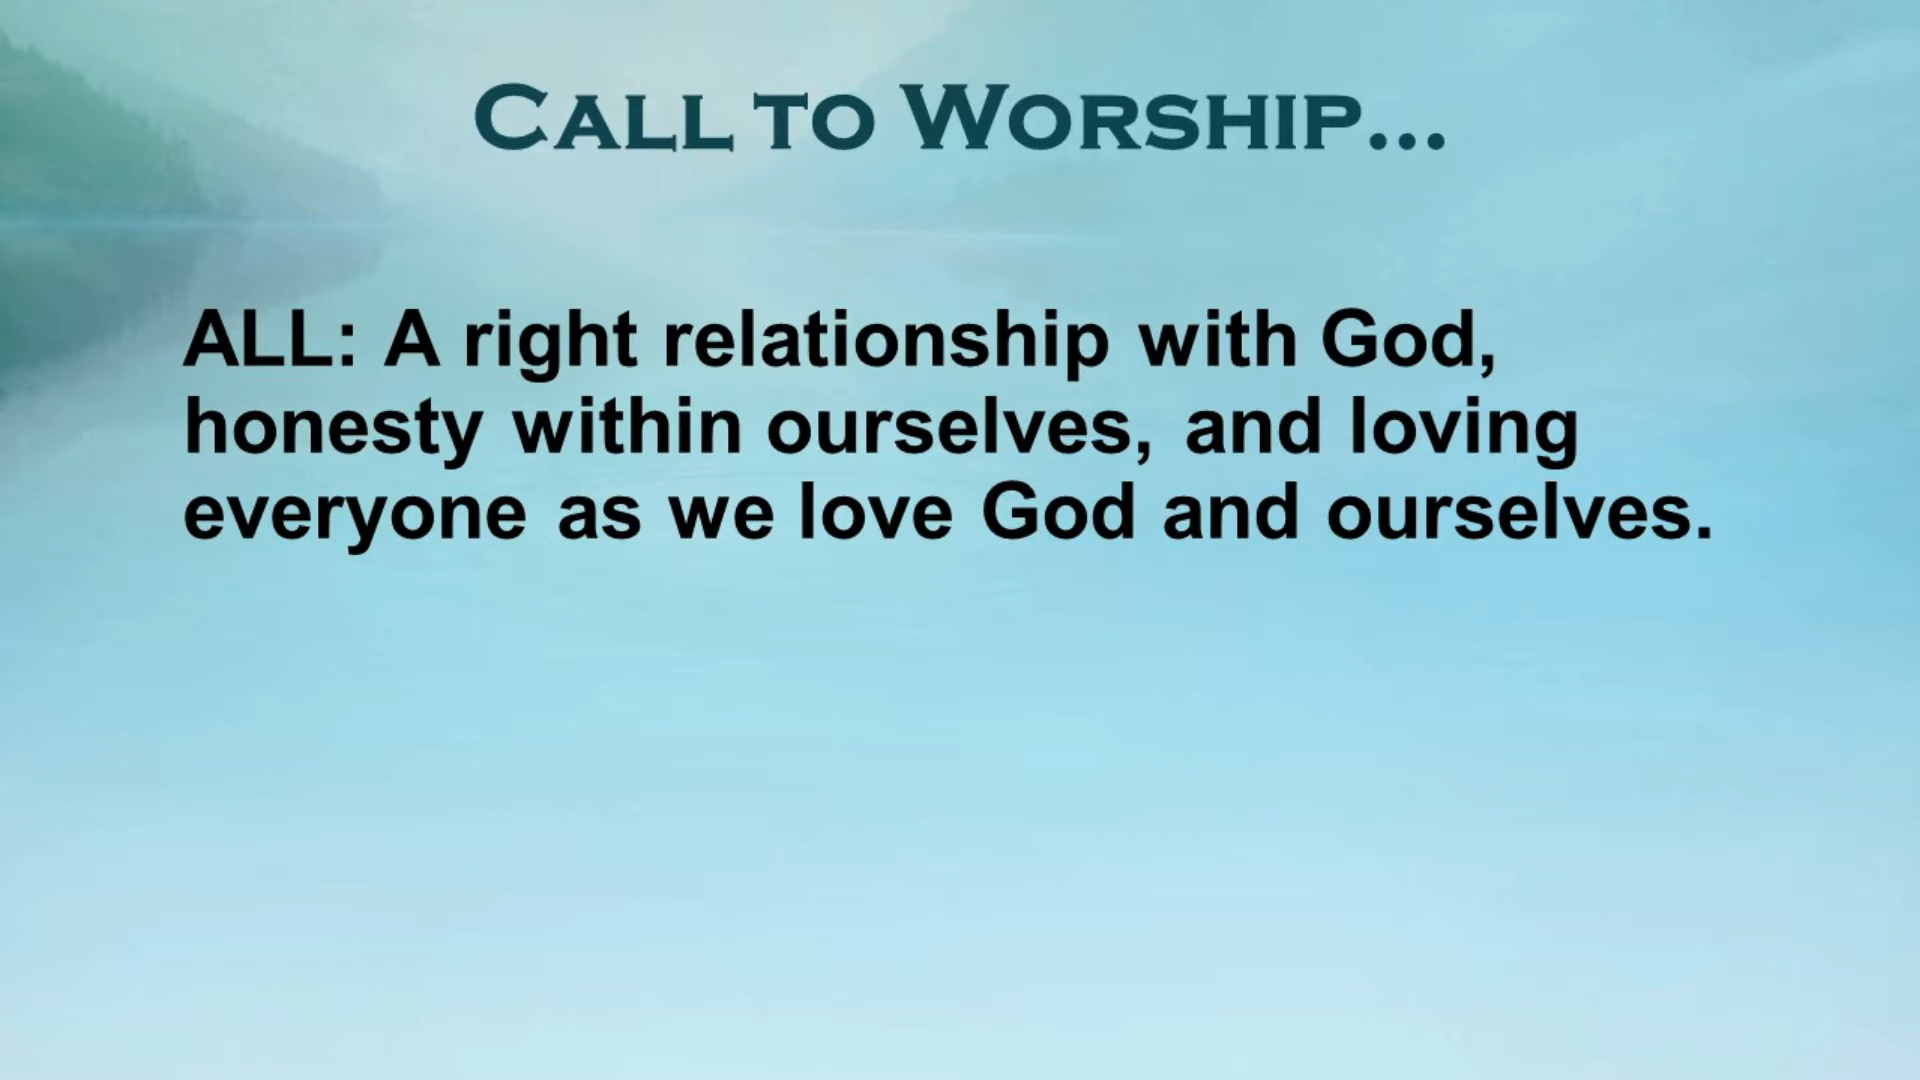 Call to Worship...
ALL: A right relationship with God,
honesty within ourselves, and loving
everyone as we love God and ourselves.